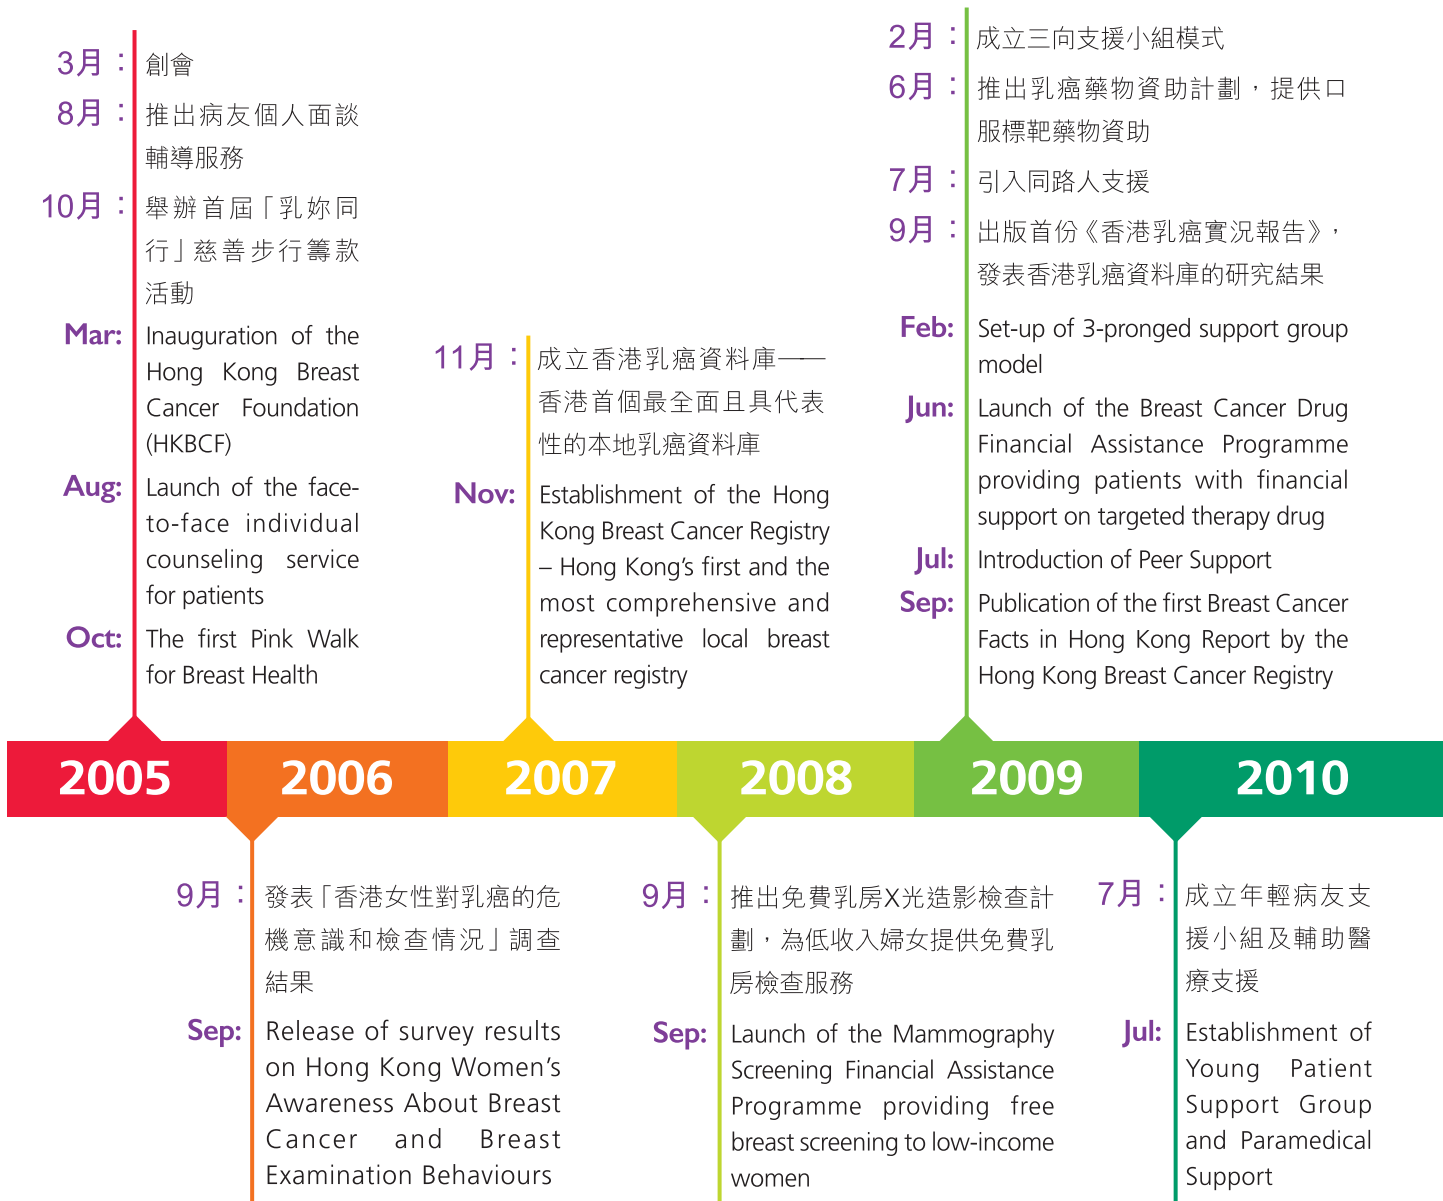 3月：創會
8月：推出病友個人面談
輔導服務
10月：舉辦首屆「乳妳同
行」慈善步行籌款
活動
Mar: Inauguration of the
Hong Kong Breast
Cancer Foundation
(HKBCF)
Aug: Launch of the face-
to-face individual
counseling service
for patients
Oct: The first Pink Walk
for Breast Health
11月：成立香港乳癌資料庫——
香港首個最全面且具代表
性的本地乳癌資料庫
Nov: Establishment of the Hong
Kong Breast Cancer Registry
– Hong Kong’s first and the
most comprehensive and
representative local breast
cancer registry
2月：成立三向支援小組模式
6月：推出乳癌藥物資助計劃，提供口
服標靶藥物資助
7月：引入同路人支援
9月：出版首份《香港乳癌實況報告》，
發表香港乳癌資料庫的研究結果
Feb: Set-up of 3-pronged support group
model
Jun: Launch of the Breast Cancer Drug
Financial Assistance Programme
providing patients with financial
support on targeted therapy drug
Jul: Introduction of Peer Support
Sep: Publication of the first Breast Cancer
Facts in Hong Kong Report by the
Hong Kong Breast Cancer Registry
2005 2006 2007 2008 2009 2010
9月：發表「香港女性對乳癌的危
機意識和檢查情況」調查
結果
Sep: Release of survey results
on Hong Kong Women’s
Awareness About Breast
Cancer and Breast
Examination Behaviours
9月：推出免費乳房X光造影檢查計
劃，為低收入婦女提供免費乳
房檢查服務
Sep: Launch of the Mammography
Screening Financial Assistance
Programme providing free
breast screening to low-income
women
7月：成立年輕病友支
援小組及輔助醫
療支援
Jul: Establishment of
Young Patient
Support Group
and Paramedical
Support